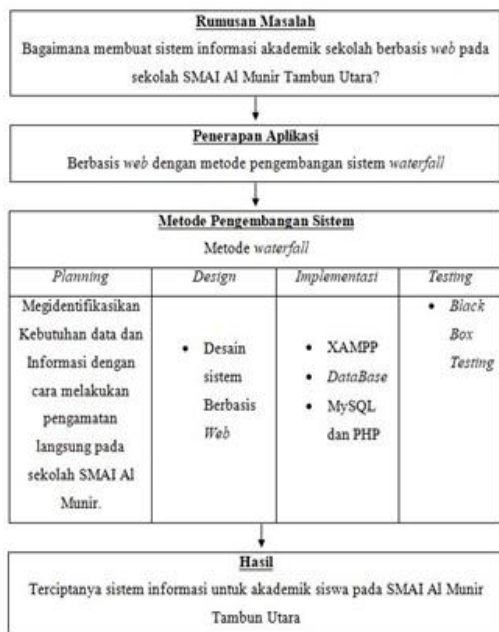 Rumusan Masalah
Bagaimana membuat sistem informasi akademik sekolah berbasis web pada
sekolah SMAI Al Munir Tambun Utara?
Penerapan Aplikasi
Berbasis web dengan metode pengembangan sistem waterfall
Metode Pengembangan Sistem
Metode waterfall
Planning
Megidentifikasikan
Kebutuhan data dan
Informasi dengan
cara melakukan
pengamatan
langsung pada
sekolah SMAI Al
Munir.
Design
• Desain
sistem
Berbasis
Web
Implementasi
• XAMPP
• DataBase
• MySQL
dan PHP
Testing
• Black
Box
Testing
Hasil
Terciptanya sistem informasi untuk akademik siswa pada SMAI Al Munir
Tambun Utara